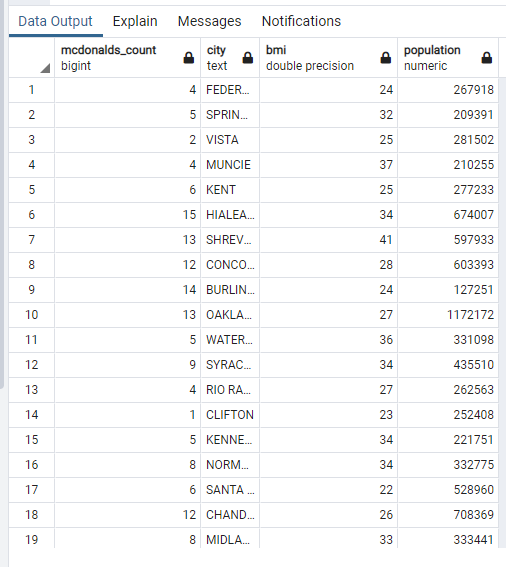 Data Output Explain Messages Notifications
mcdonalds_count city bmi population
bigint text double precision numeric
1 4 FEDER... 24 267918
2 5 SPRIN... 32 209391
3 2 VISTA 25 281502
4 4 MUNCIE 37 210255
5 6 KENT 25 277233
6 15 HIALEA... 34 674007
7 13 SHREV... 41 597933
8 12 CONCO... 28 603393
9 14 BURLIN... 24 127251
10 13 OAKLA... 27 1172172
11 5 WATER... 36 331098
12 9 SYRAC... 34 435510
13 4 RIO RA... 27 262563
14 1 CLIFTON 23 252408
15 5 KENNE... 34 221751
16 8 NORM... 34 332775
17 6 SANTA ... 22 528960
18 12 CHAND... 26 708369
19 8 MIDLA... 33 333441